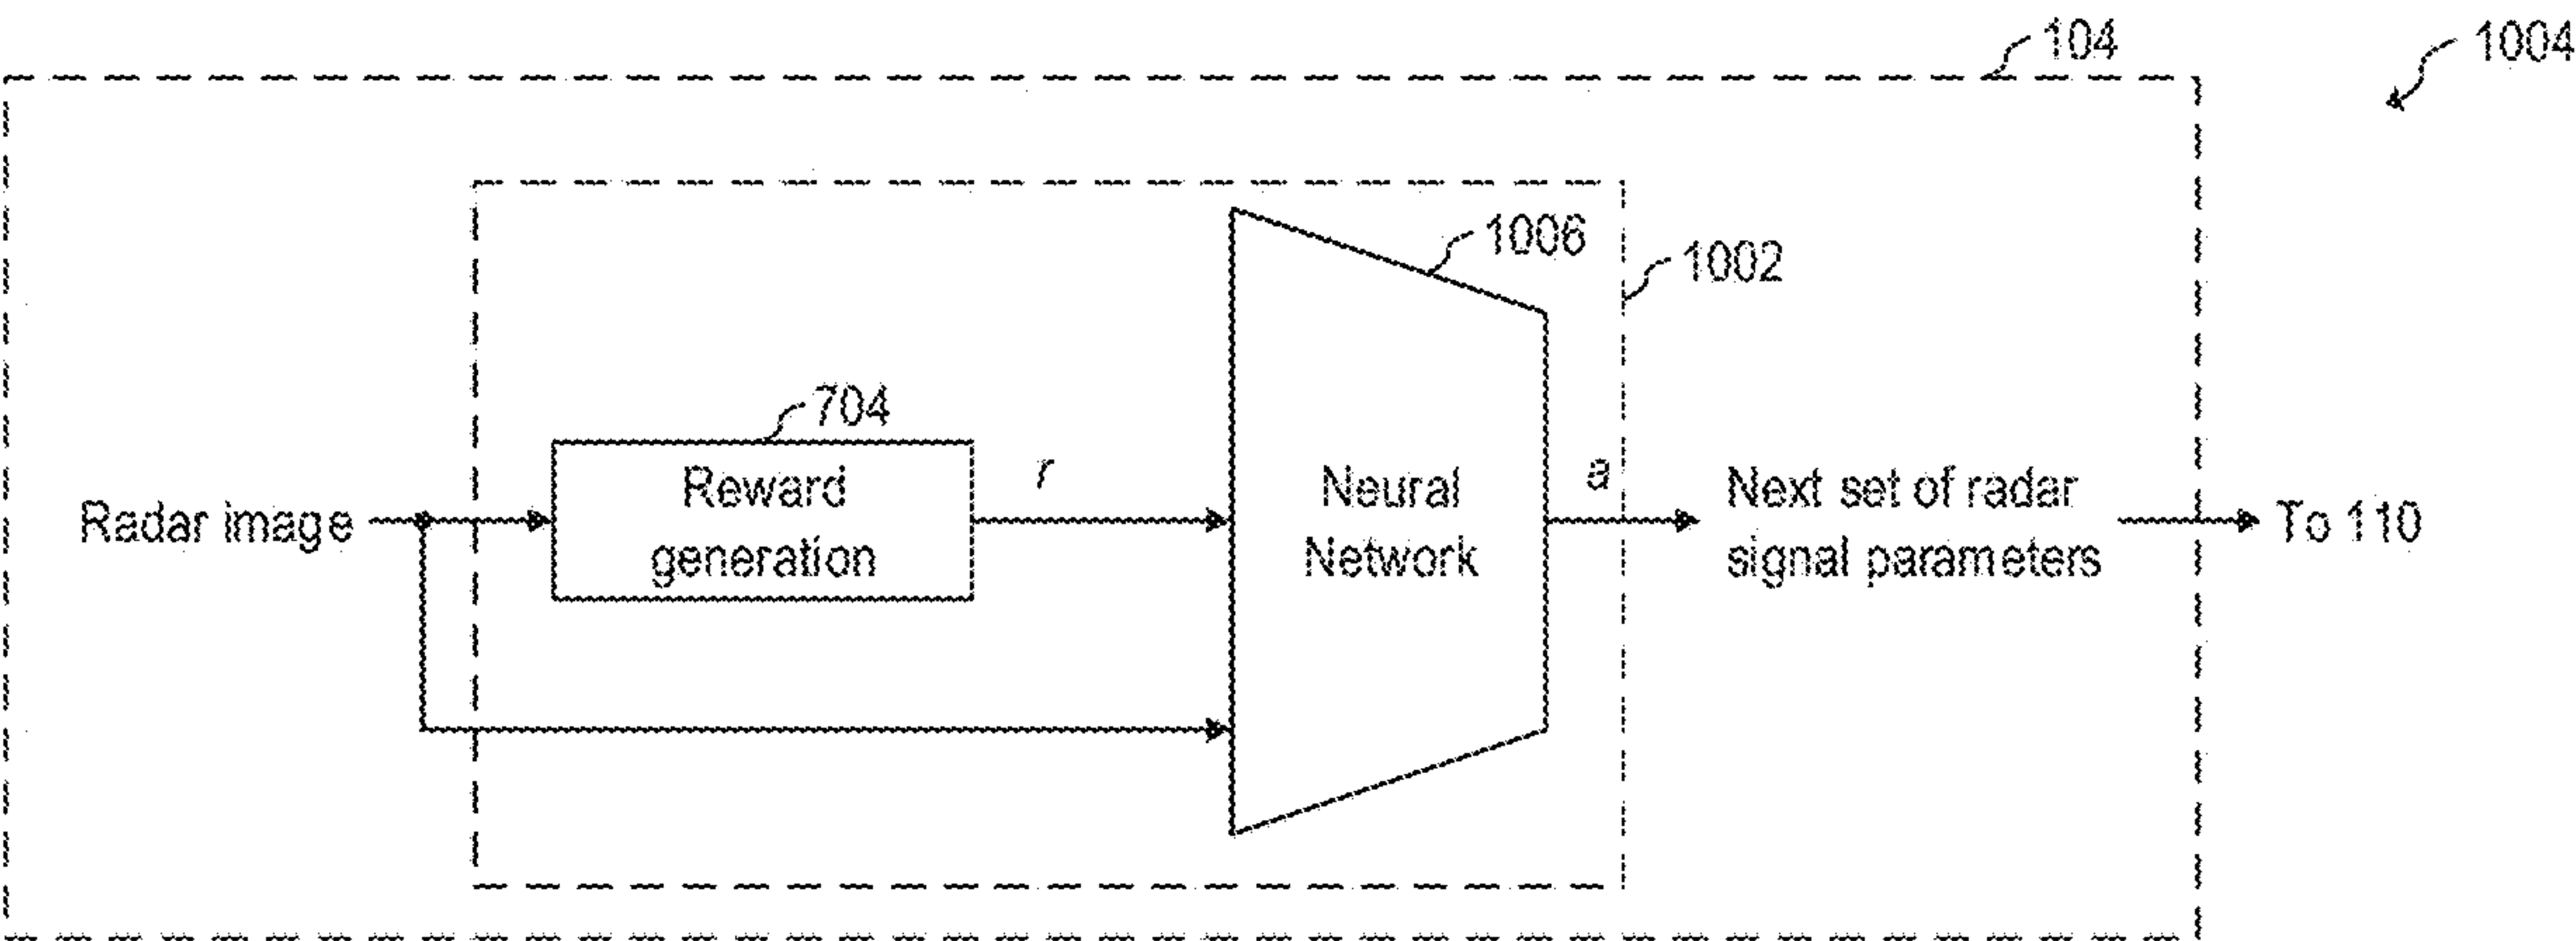 104
1004
1006
1002
704
Radar image
Reward
generation
r
Neural
Network
a
Next set of radar
signal parameters
To 110